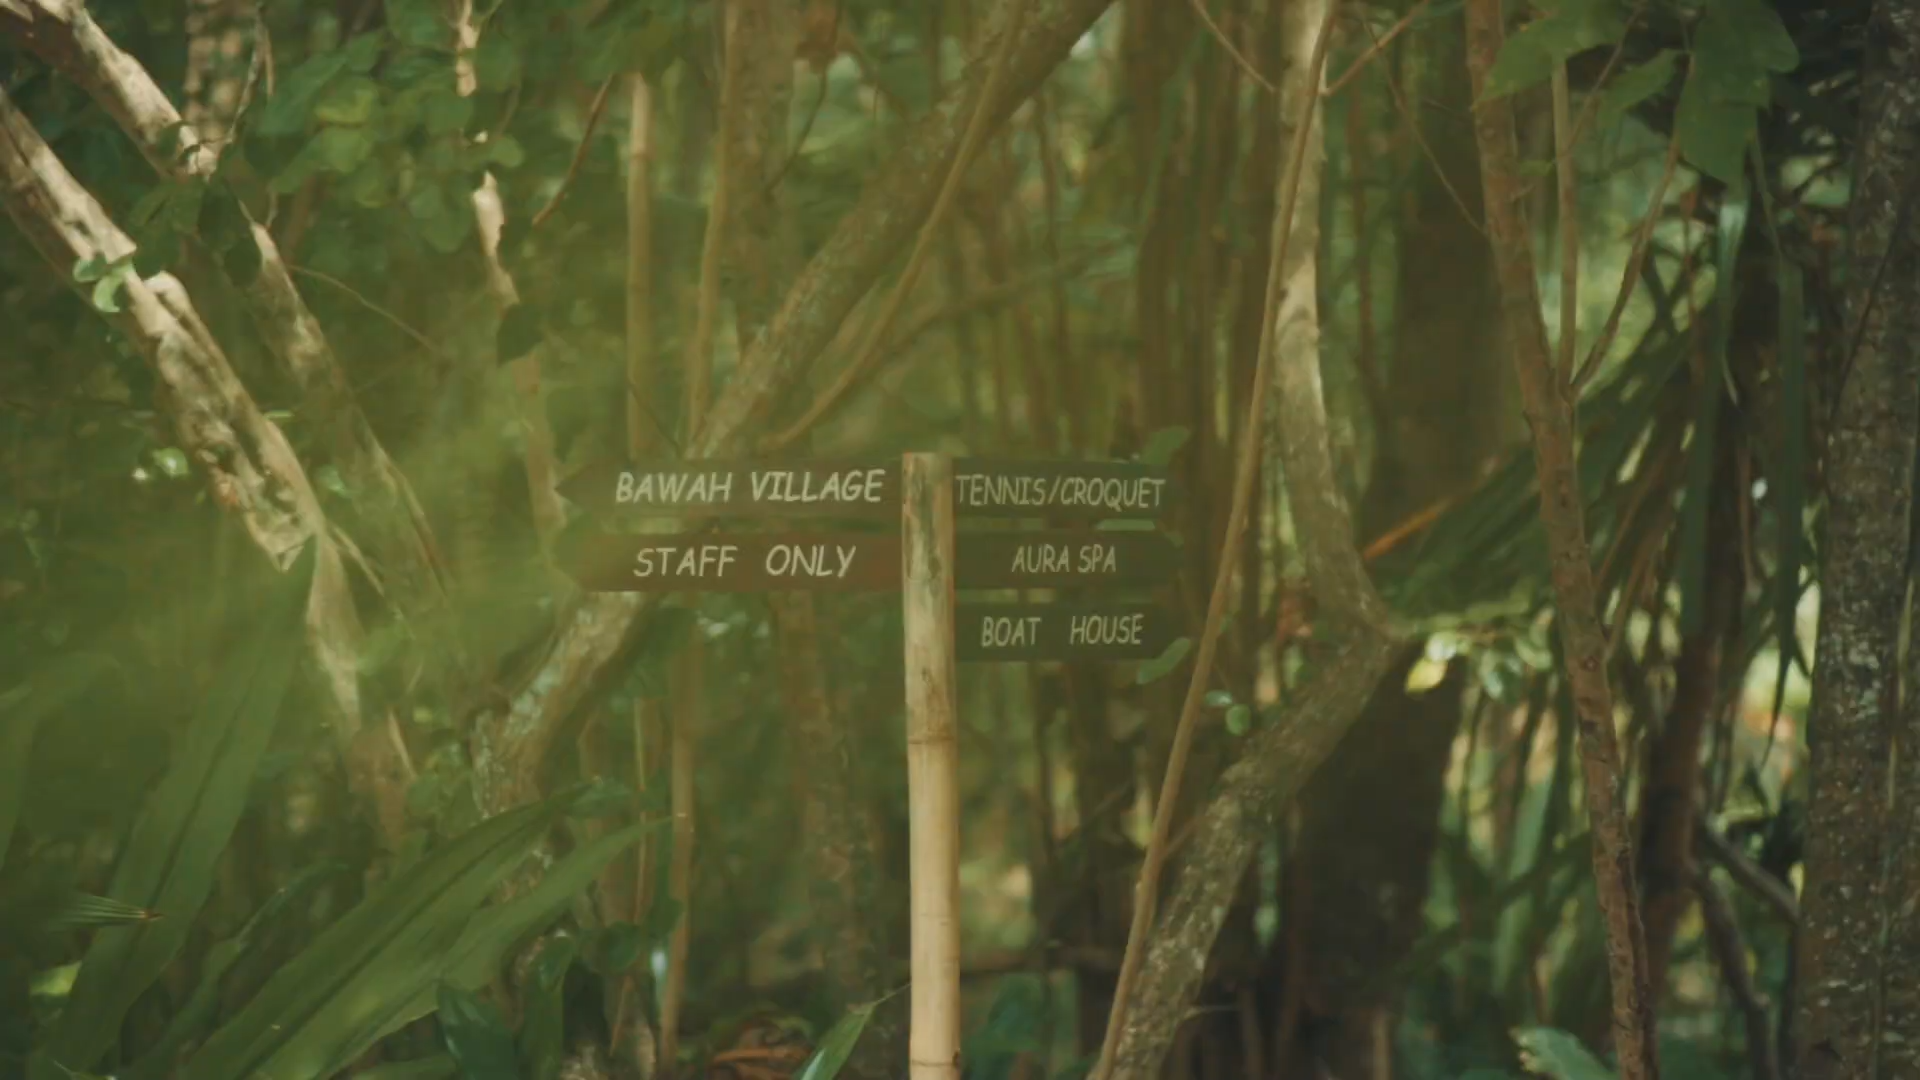 BAWAH VILLAGE
STAFF ONLY
TENNIS/CROQUET
AURA SPA
BOAT HOUSE